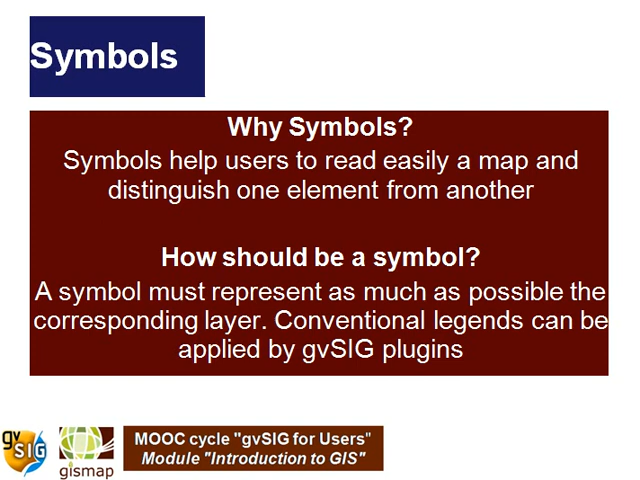 Symbols
Why Symbols?
Symbols help users to read easily a map and
distinguish one element from another
How should be a symbol?
A symbol must represent as much as possible the
corresponding layer. Conventional legends can be
applied by gvSIG plugins
gv
SIG
gismap
MOOC cycle "gvSIG for Users"
Module "Introduction to GIS"